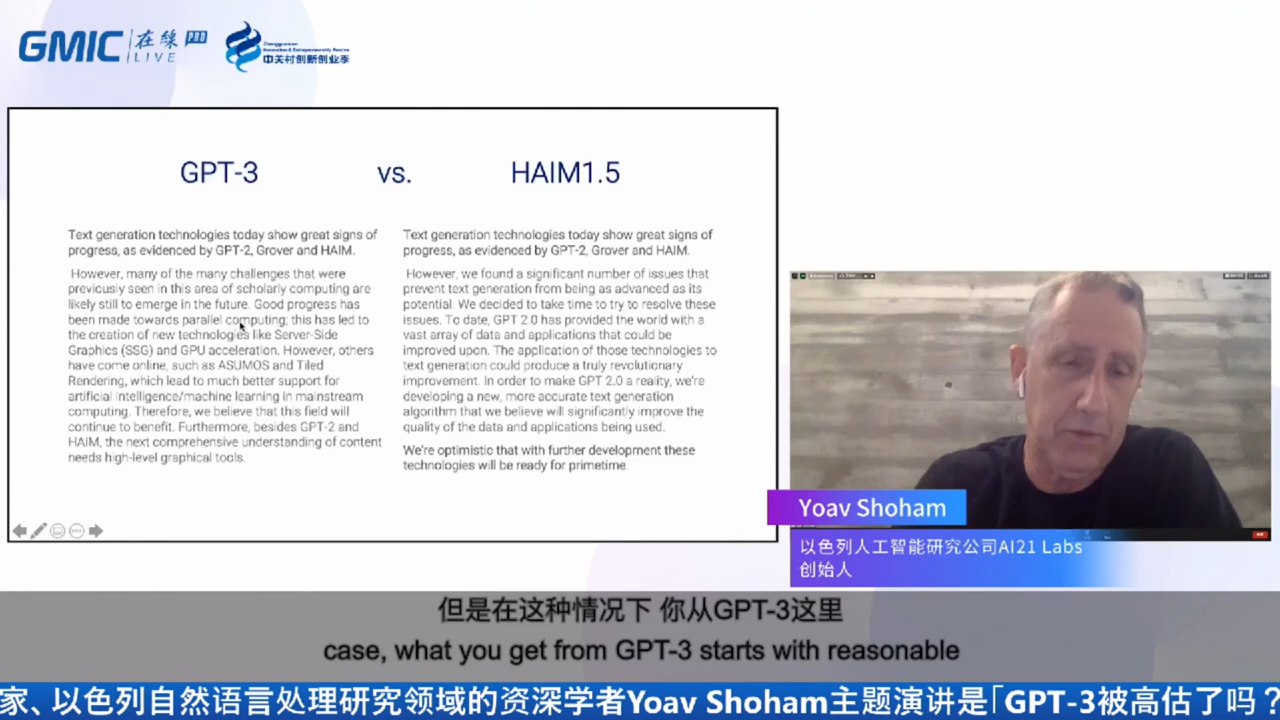 GMIC 在線 PRO
LIVE
Zhongguancun
Innovation & Entrepreneurship Season
中关村创新创业季
GPT-3 vs. HAIM1.5
Text generation technologies today show great signs of
progress, as evidenced by GPT-2, Grover and HAIM.
However, many of the many challenges that were
previously seen in this area of scholarly computing are
likely still to emerge in the future. Good progress has
been made towards parallel computing; this has led to
the creation of new technologies like Server-Side
Graphics (SSG) and GPU acceleration. However, others
have come online, such as ASUMOS and Tiled
Rendering, which lead to much better support for
artificial intelligence/machine learning in mainstream
computing. Therefore, we believe that this field will
continue to benefit. Furthermore, besides GPT-2 and
HAIM, the next comprehensive understanding of content
needs high-level graphical tools.
Text generation technologies today show great signs of
progress, as evidenced by GPT-2, Grover and HAIM.
However, we found a significant number of issues that
prevent text generation from being as advanced as its
potential. We decided to take time to try to resolve these
issues. To date, GPT 2.0 has provided the world with a
vast array of data and applications that could be
improved upon. The application of those technologies to
text generation could produce a truly revolutionary
improvement. In order to make GPT 2.0 a reality, we're
developing a new, more accurate text generation
algorithm that we believe will significantly improve the
quality of the data and applications being used.
We're optimistic that with further development these
technologies will be ready for primetime.
Yoav Shoham
以色列人工智能研究公司AI21 Labs
创始人
但是在这种情况下 你从GPT-3这里
case, what you get from GPT-3 starts with reasonable
家、以色列自然语言处理研究领域的资深学者Yoav Shoham主题演讲是「GPT-3被高估了吗？